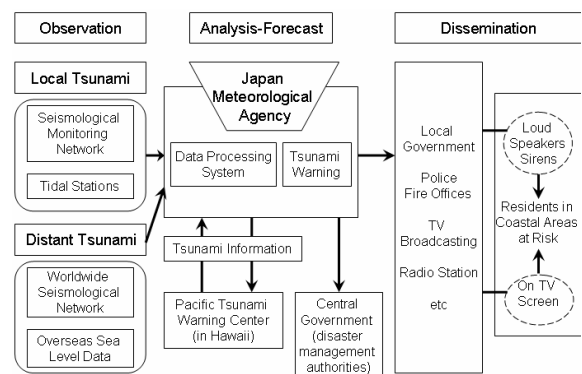 Observation
Analysis-Forecast
Dissemination
Local Tsunami
Seismological
Monitoring
Network
Tidal Stations
Distant Tsunami
Worldwide
Seismological
Network
Overseas Sea
Level Data
Japan
Meteorological
Agency
Data Processing
System
Tsunami
Warning
Tsunami Information
Pacific Tsunami
Warning Center
(in Hawaii)
Central
Government
(disaster
management
authorities)
Local
Government
Police
Fire Offices
TV
Broadcasting
Radio Station
etc
Loud
Speakers
Sirens
Residents in
Coastal Areas
at Risk
On TV
Screen